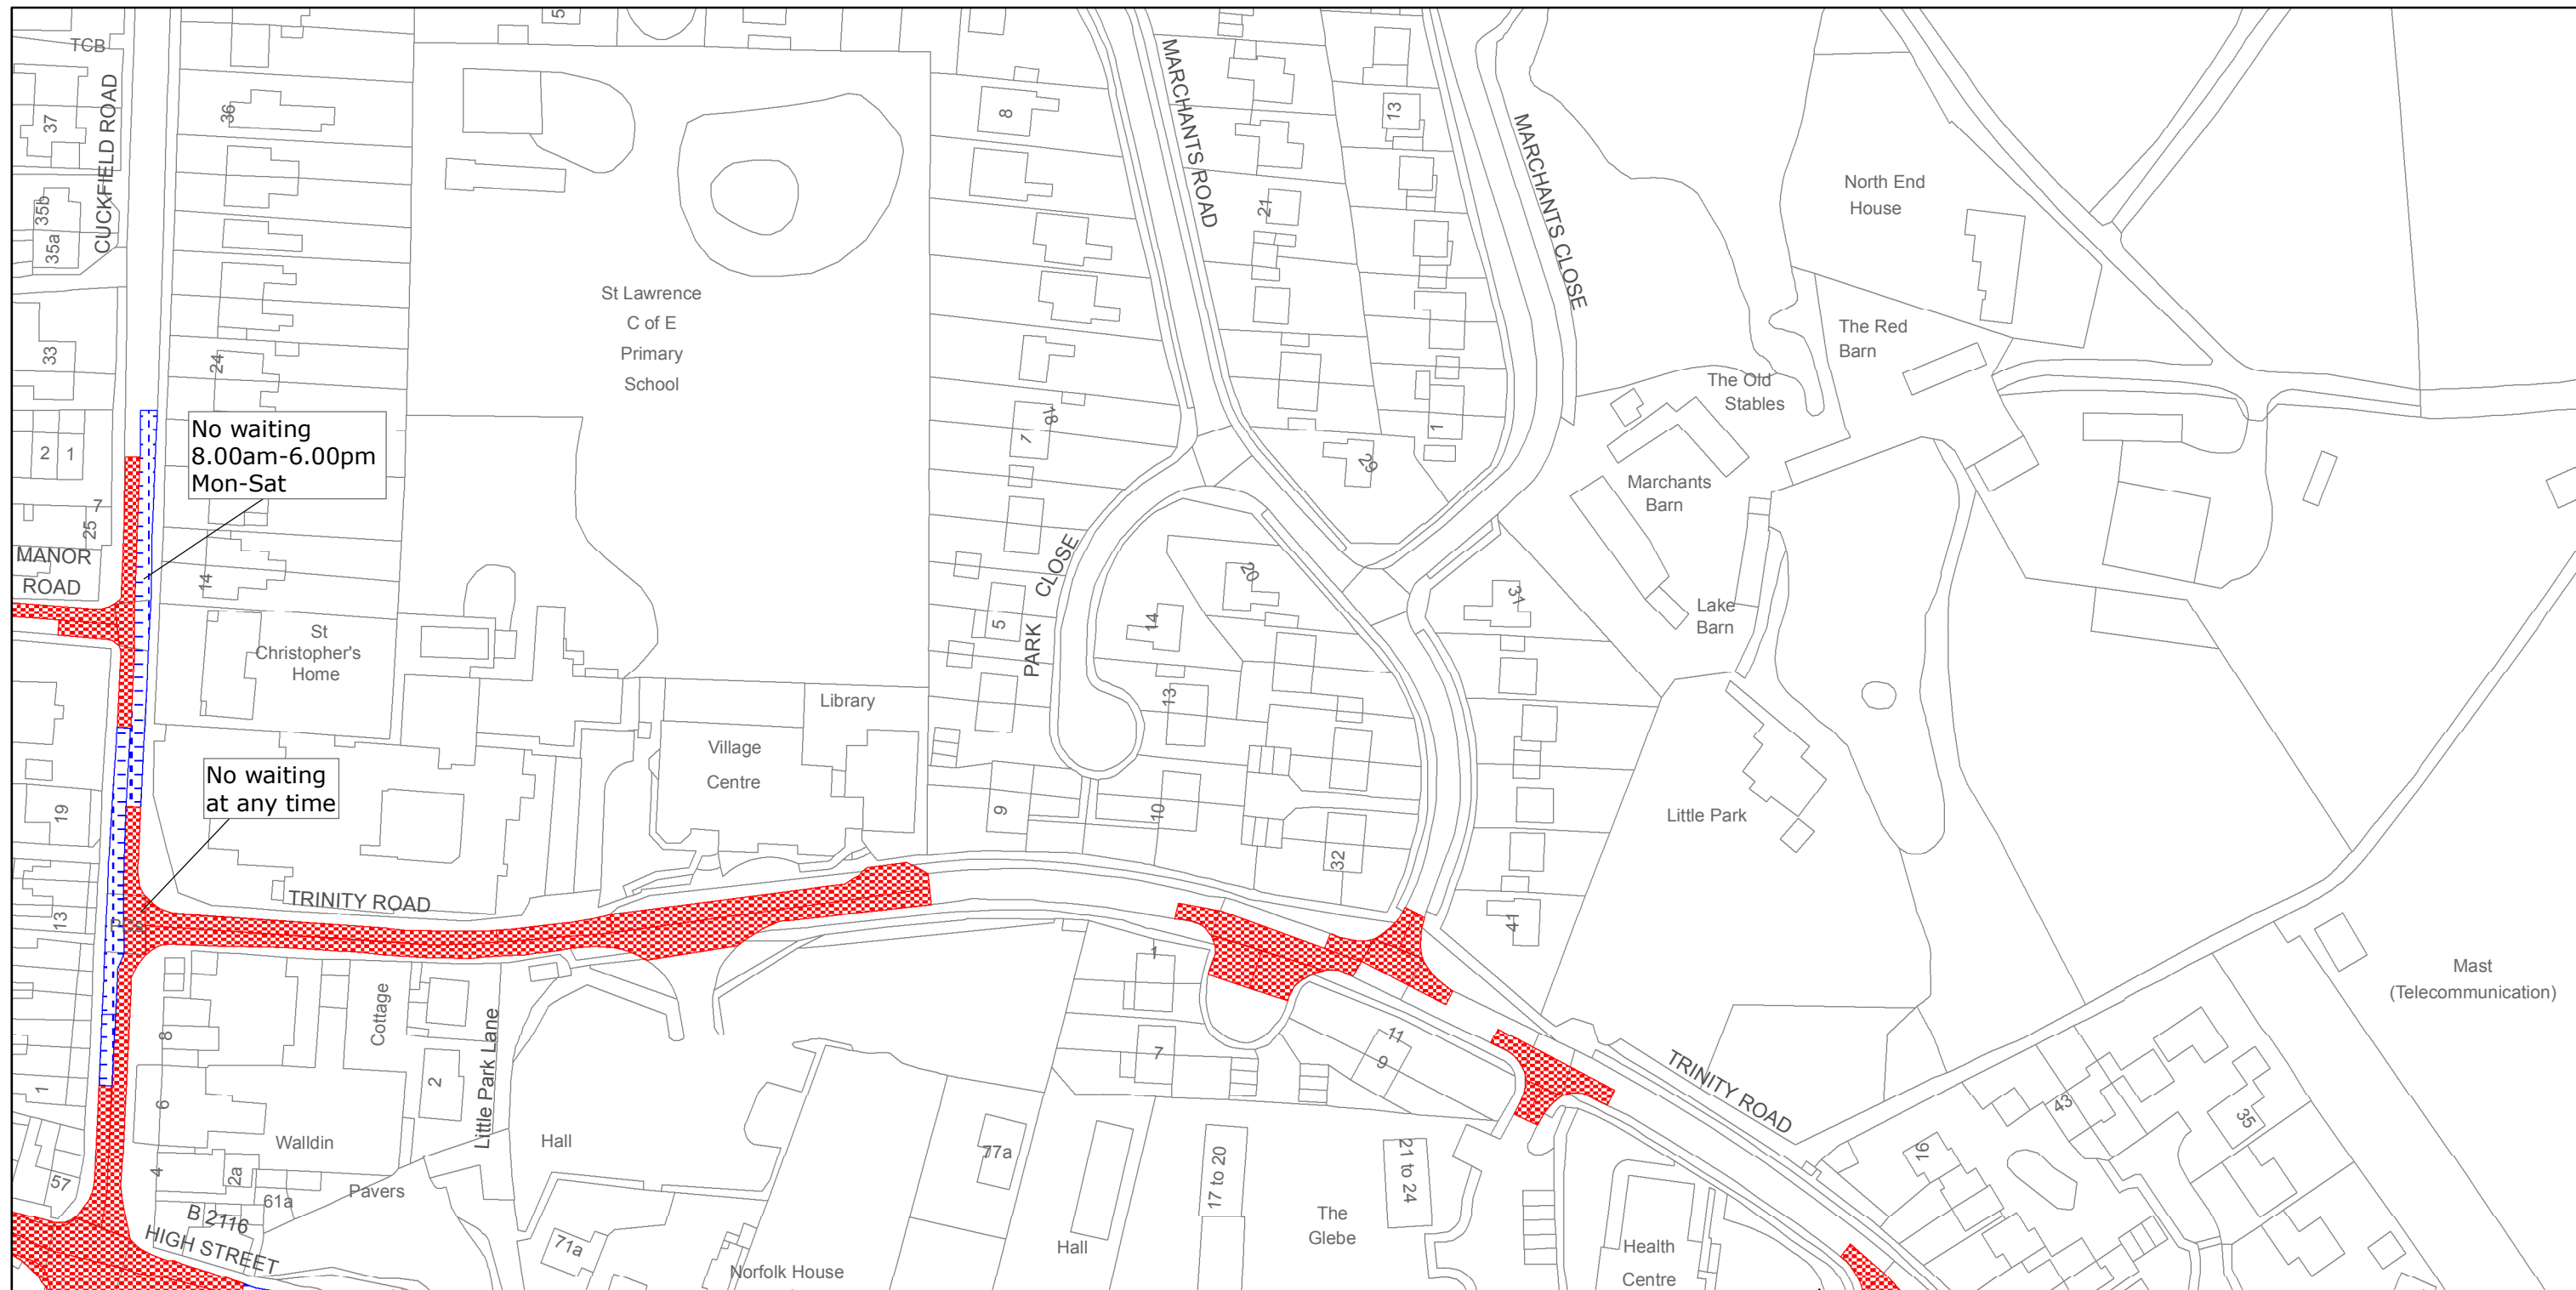 TCB
5
CUCKFIELD ROAD
MARCHANTS ROAD
MARCHANTS CLOSE
36
37
8
13
35b
35a
21
North End
House
St Lawrence
C of E
Primary
School
33
24
The Red
Barn
The Old
Stables
No waiting
8.00am-6.00pm
Mon-Sat
2
1
7
18
29
1
7
25
Marchants
Barn
MANOR
ROAD
14
PARK CLOSE
5
20
14
31
Lake
Barn
St
Christopher's
Home
13
Library
Village
Centre
No waiting
at any time
19
9
10
32
Little Park
TRINITY ROAD
13
41
1
Mast
(Telecommunication)
Cottage
8
Little Park Lane
2
7
11
9
TRINITY ROAD
1
6
43
35
Walldin
Hall
77a
17 to 20
21 to 24
16
57
4
2a
61a
Pavers
B 2116
HIGH STREET
71a
Norfolk House
Hall
The
Glebe
Health
Centre